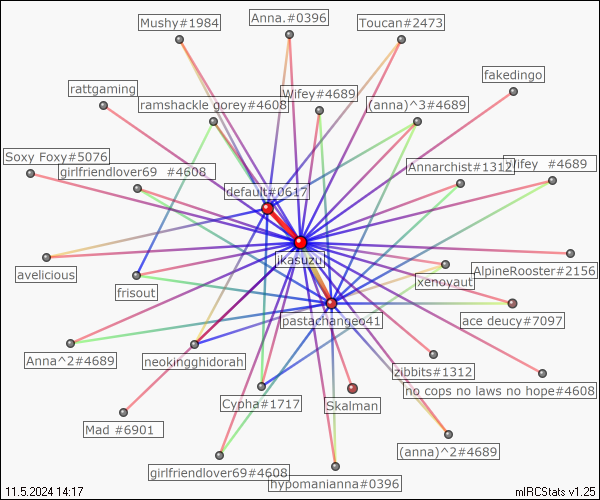 Mushy#1984
Anna.#0396
Toucan#2473
fakedingo
rattgaming
ramshackle gorey#4608
Wifey#4689
(anna)^3#4689
Soxy Foxy#5076
girlfriendlover69 #4608
Annarchist#1312
Wifey #4689
default#0617
ikasuzu
avelicious
frisout
xenoyaut
AlpineRooster#2156
pastachangeo41
ace deucy#7097
Anna^2#4689
neokingghidorah
zibbits#1312
no cops no laws no hope#4608
Cypha#1717
Skalman
Mad #6901
(anna)^2#4689
girlfriendlover69#4608
hypomanianna#0396
11.5.2024 14:17
mIRCStats v1.25